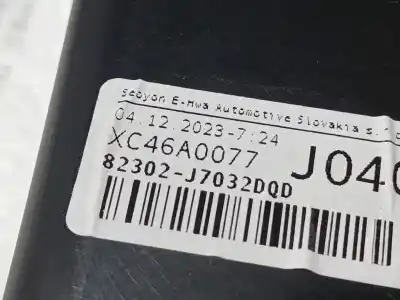 Seoyon E-Hwa Automotive Slovakia s.
04.12.2023-7:24
XC46A0077
J040
82302-J7032DQD